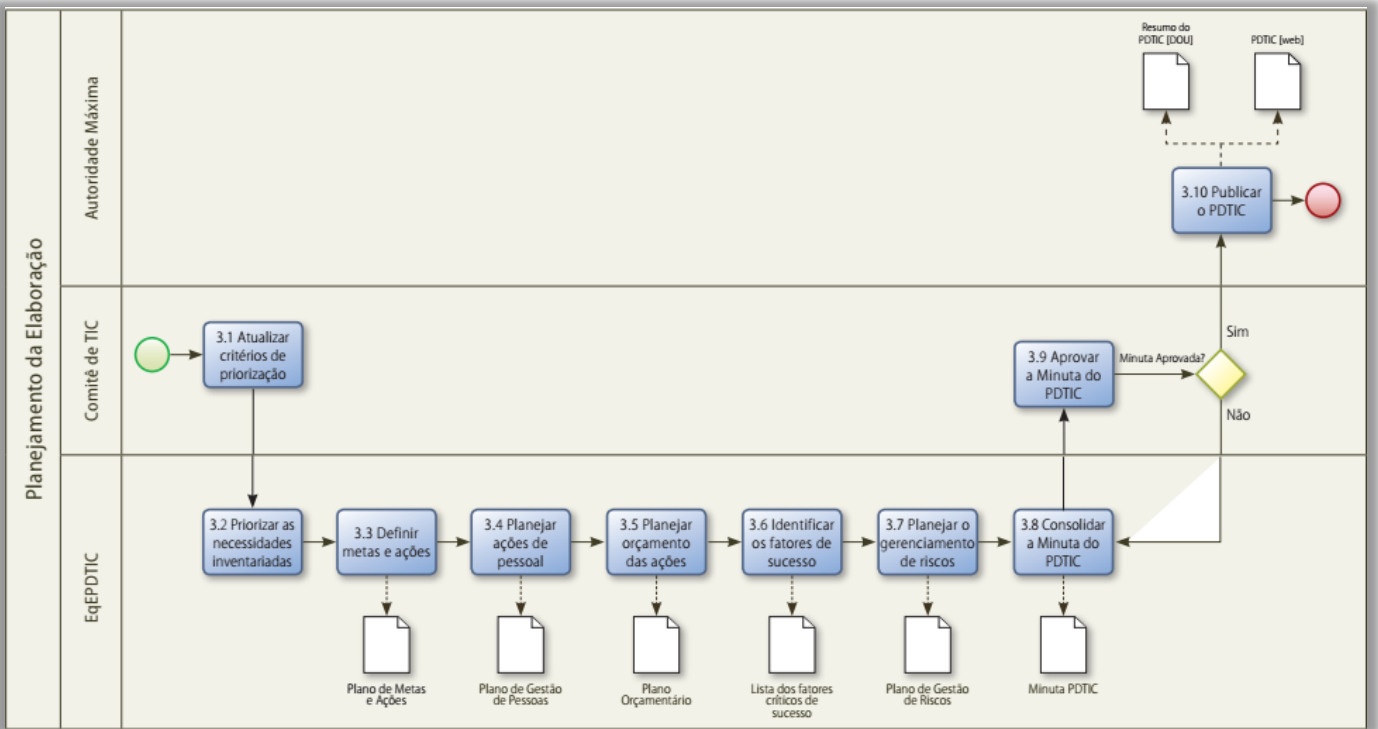 Planejamento da Elaboração
Autoridade Máxima
Resumo do
PDTIC [DOU]
PDTIC [web]
3.10 Publicar
o PDTIC
Comitê de TIC
3.1 Atualizar
critérios de
priorização
3.9 Aprovar
a Minuta do
PDTIC
Minuta Aprovada?
Sim
Não
EqEPDTIC
3.2 Priorizar as
necessidades
inventariadas
3.3 Definir
metas e ações
3.4 Planejar
ações de
pessoal
3.5 Planejar
orçamento
das ações
3.6 Identificar
os fatores de
sucesso
3.7 Planejar o
gerenciamento
de riscos
3.8 Consolidar
a Minuta do
PDTIC
Plano de Metas
e Ações
Plano de Gestão
de Pessoas
Plano
Orçamentário
Lista dos fatores
críticos de
sucesso
Plano de Gestão
de Riscos
Minuta PDTIC